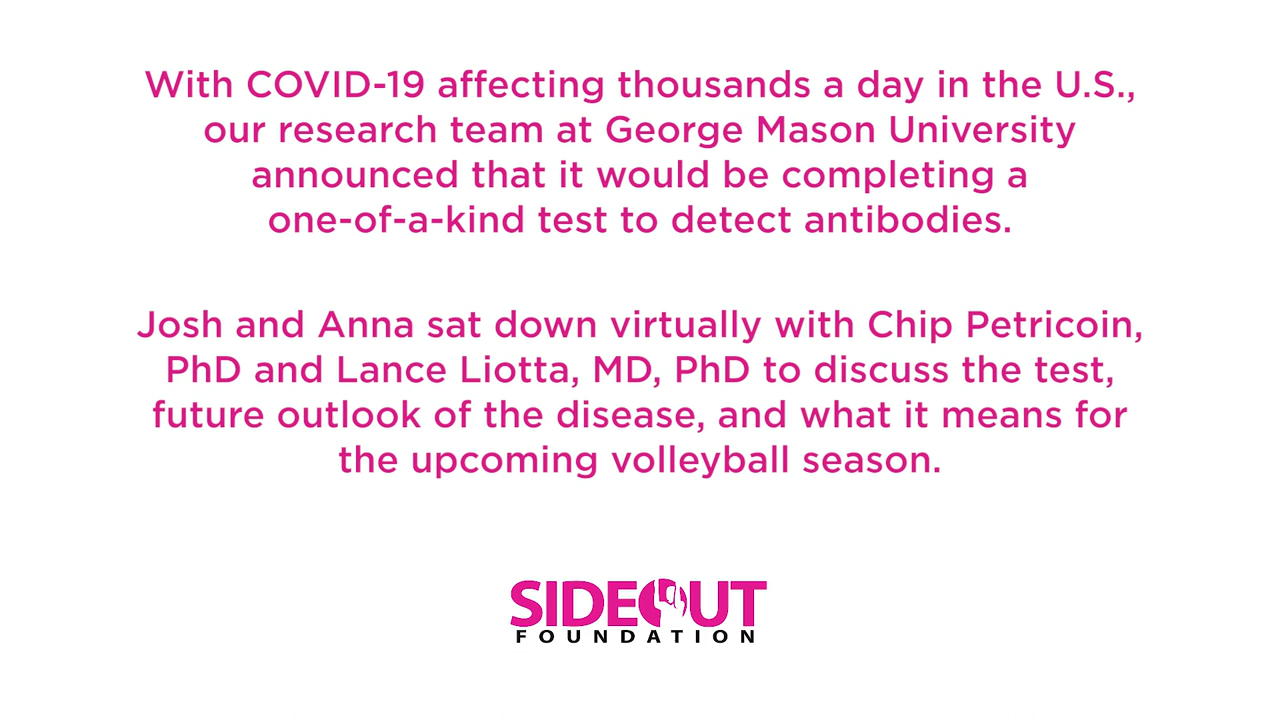 With COVID-19 affecting thousands a day in the U.S.,
our research team at George Mason University
announced that it would be completing a
one-of-a-kind test to detect antibodies.
Josh and Anna sat down virtually with Chip Petricoin,
PhD and Lance Liotta, MD, PhD to discuss the test,
future outlook of the disease, and what it means for
the upcoming volleyball season.
SIDEOUT
FOUNDATION